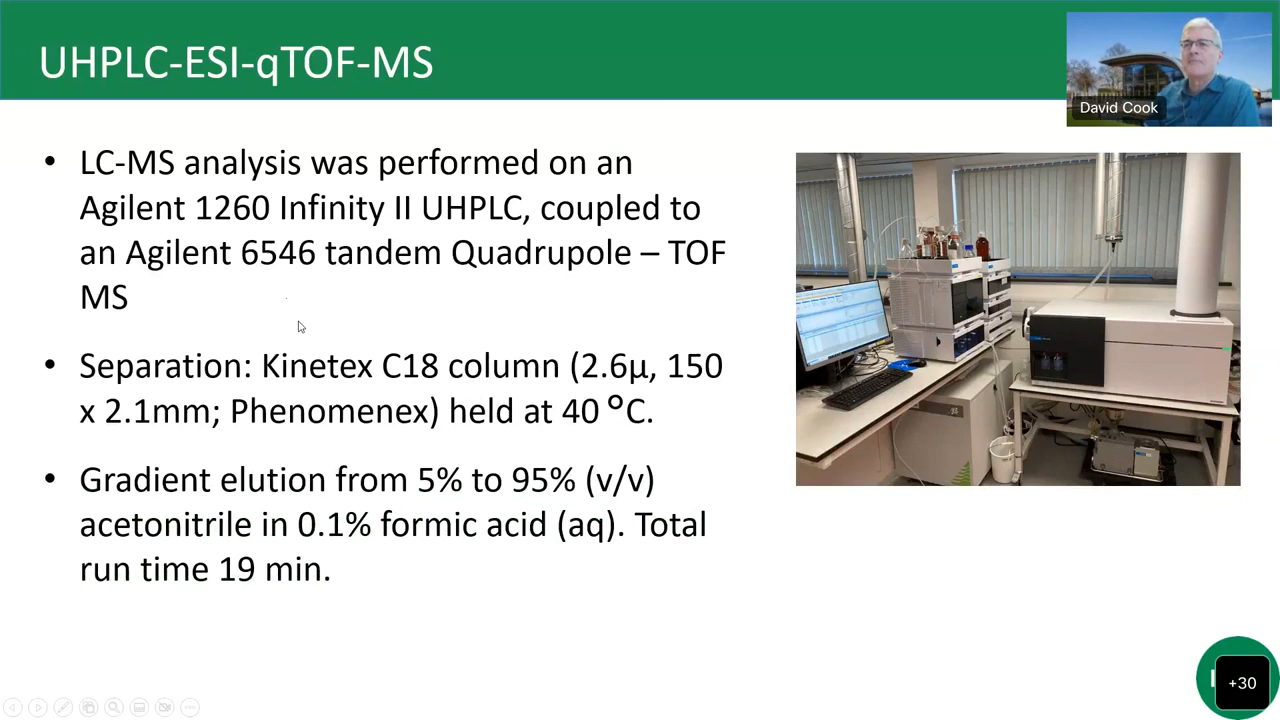 UHPLC-ESI-qTOF-MS
David Cook
• LC-MS analysis was performed on an
Agilent 1260 Infinity II UHPLC, coupled to
an Agilent 6546 tandem Quadrupole – TOF
MS
• Separation: Kinetex C18 column (2.6µ, 150
x 2.1mm; Phenomenex) held at 40 °C.
• Gradient elution from 5% to 95% (v/v)
acetonitrile in 0.1% formic acid (aq). Total
run time 19 min.
+30